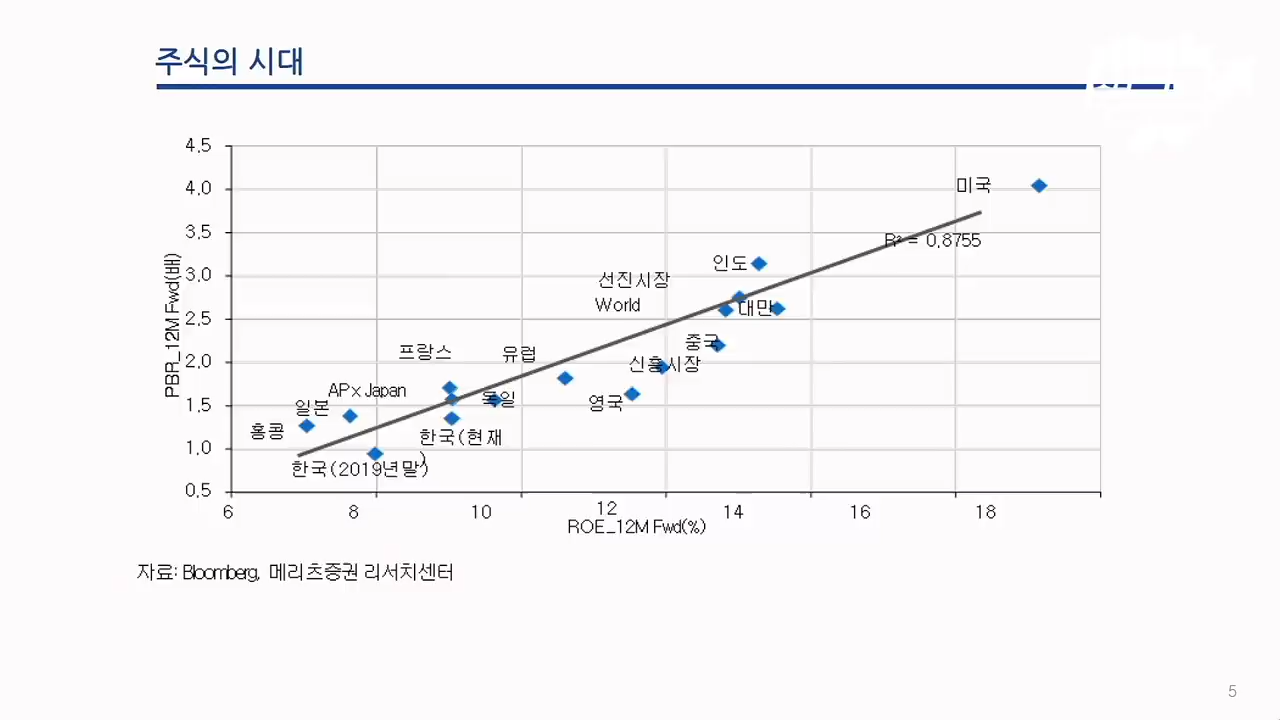 주식의 시대
4.5
4.0
3.5
3.0
2.5
2.0
1.5
1.0
0.5
PBR_12M Fwd(배)
미국
R² = 0.8755
인도
선진시장
World
대만
중국
프랑스
유럽
신흥시장
APxJapan
독일
영국
일본
홍콩
한국(현재
)
한국(2019년말)
6 8 10 12 14 16 18
ROE_12M Fwd(%)
자료: Bloomberg, 메리츠증권 리서치센터
5